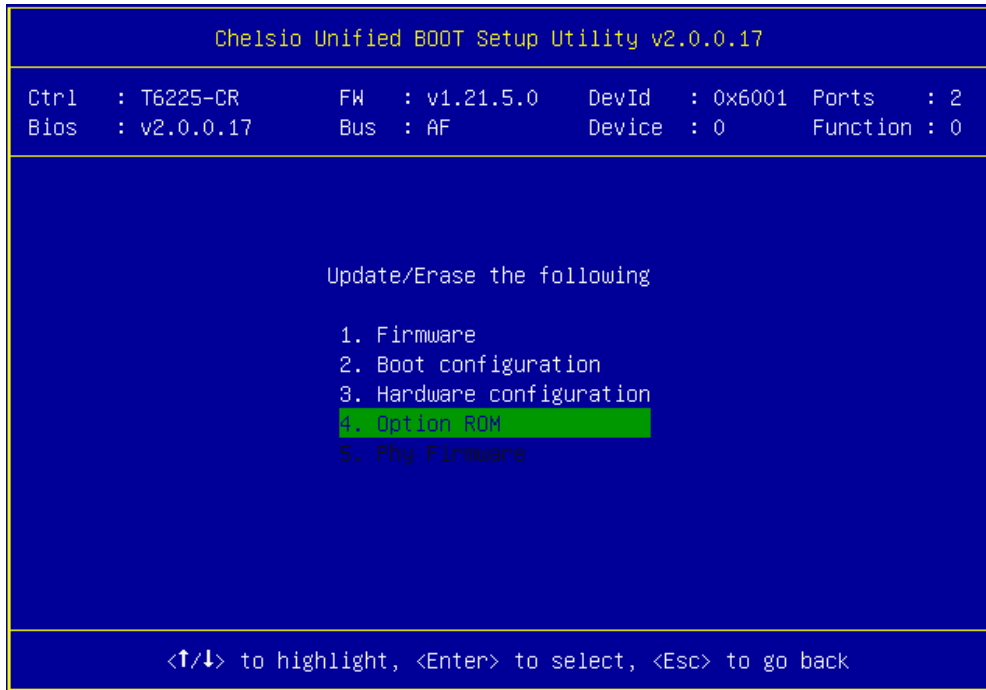 Chelsio Unified BOOT Setup Utility v2.0.0.17
Ctrl : T6225-CR FW : v1.21.5.0 DevId : 0x6001 Ports : 2
Bios : v2.0.0.17 Bus : AF Device : 0 Function : 0
Update/Erase the following
1. Firmware
2. Boot configuration
3. Hardware configuration
4. Option ROM
5. Phy Firmware
<↑/↓> to highlight, <Enter> to select, <Esc> to go back